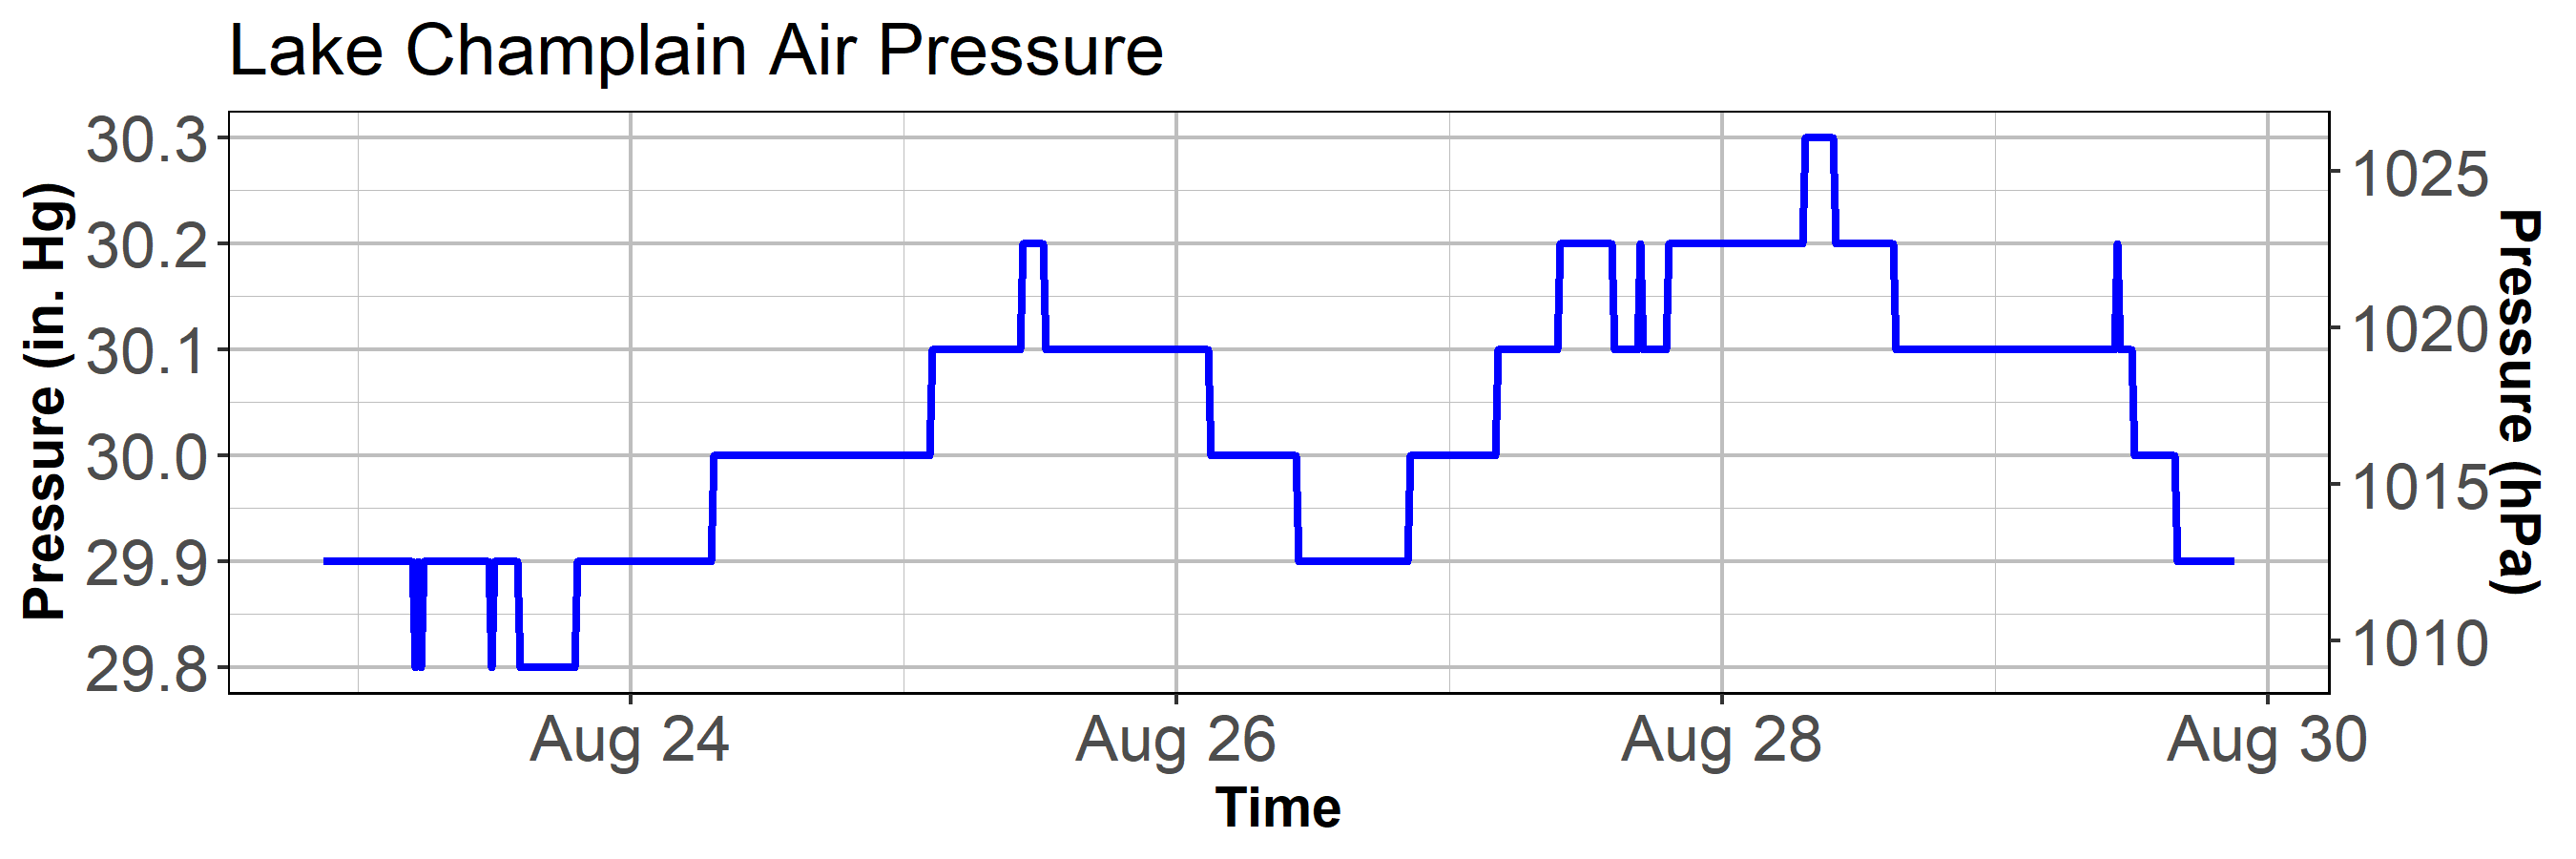 Lake Champlain Air Pressure
30.3
30.2
30.1
30.0
29.9
29.8
Pressure (in. Hg)
1025
1020
1015
1010
Pressure (hPa)
Aug 24 Aug 26 Aug 28 Aug 30
Time